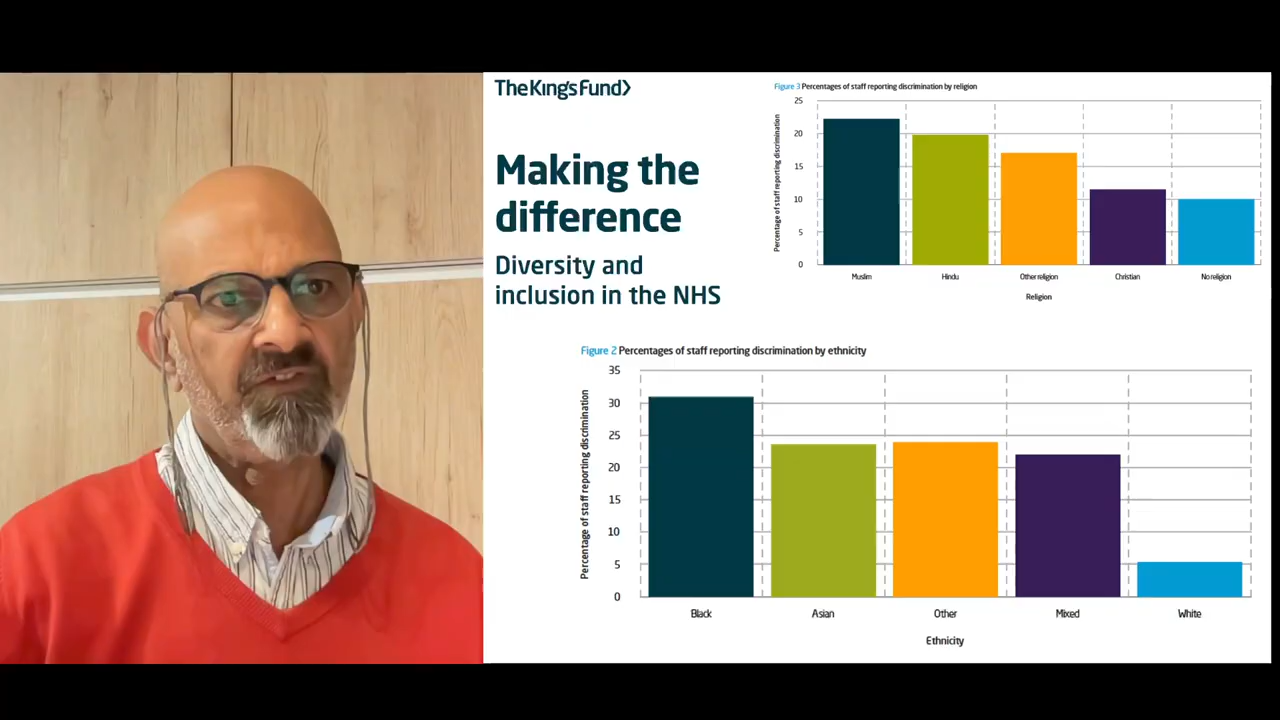 TheKingsFund>
Making the
difference
Diversity and
inclusion in the NHS
Figure 3 Percentages of staff reporting discrimination by religion
Percentage of staff reporting discrimination
25
20
15
10
5
0
Muslim
Hindu
Other religion
Christian
No religion
Religion
Figure 2 Percentages of staff reporting discrimination by ethnicity
Percentage of staff reporting discrimination
35
30
25
20
15
10
5
0
Black
Asian
Other
Mixed
White
Ethnicity